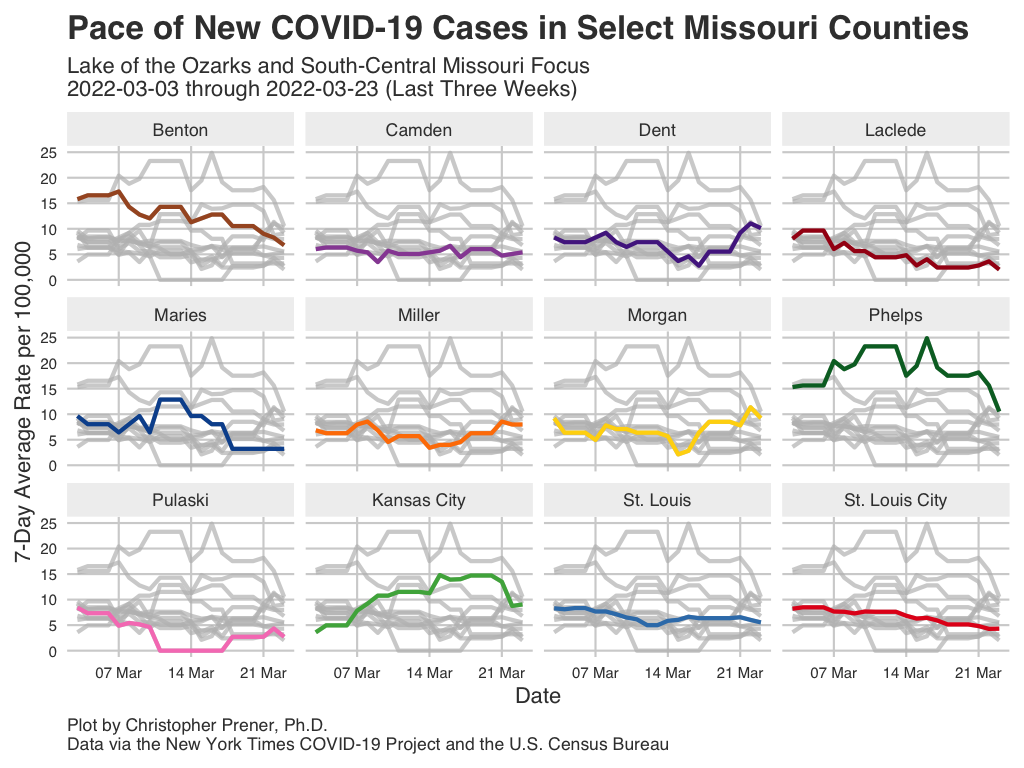 Pace of New COVID-19 Cases in Select Missouri Counties
Lake of the Ozarks and South-Central Missouri Focus
2022-03-03 through 2022-03-23 (Last Three Weeks)
7-Day Average Rate per 100,000
Benton Camden Dent Laclede
25
20
15
10
5
0
Maries Miller Morgan Phelps
25
20
15
10
5
0
Pulaski Kansas City St. Louis St. Louis City
25
20
15
10
5
0
07 Mar 14 Mar 21 Mar 07 Mar 14 Mar 21 Mar 07 Mar 14 Mar 21 Mar 07 Mar 14 Mar 21 Mar
Date
Plot by Christopher Prener, Ph.D.
Data via the New York Times COVID-19 Project and the U.S. Census Bureau